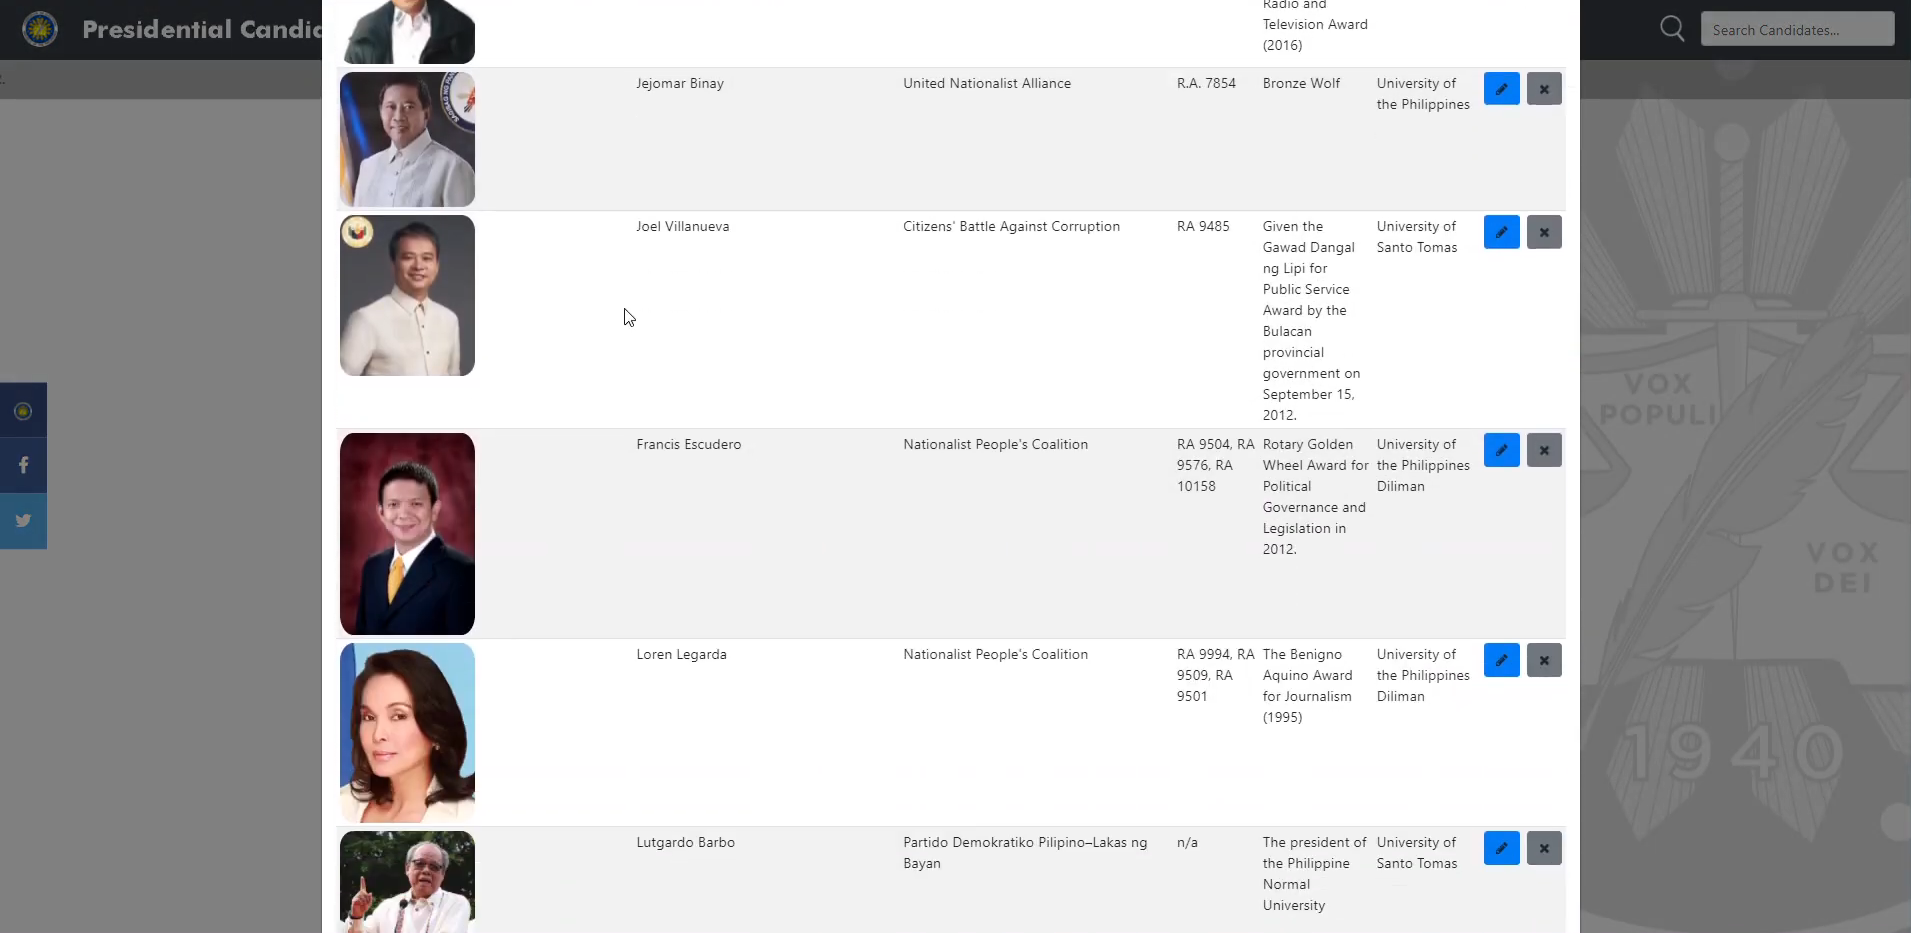 Presidential Candi
Search Candidates...
Radio and
Television Award
(2016)
Jejomar Binay
United Nationalist Alliance
R.A. 7854
Bronze Wolf
University of
the Philippines
Joel Villanueva
Citizens' Battle Against Corruption
RA 9485
Given the
Gawad Dangal
ng Lipi for
Public Service
Award by the
Bulacan
provincial
government on
September 15,
2012.
University of
Santo Tomas
Francis Escudero
Nationalist People's Coalition
RA 9504, RA
9576, RA
10158
Rotary Golden
Wheel Award for
Political
Governance and
Legislation in
2012.
University of
the Philippines
Diliman
Loren Legarda
Nationalist People's Coalition
RA 9994, RA
9509, RA
9501
The Benigno
Aquino Award
for Journalism
(1995)
University of
the Philippines
Diliman
Lutgardo Barbo
Partido Demokratiko Pilipino–Lakas ng
Bayan
n/a
The president of
the Philippine
Normal
University
University of
Santo Tomas
VOX
POPULI
VOX
DEI
1940